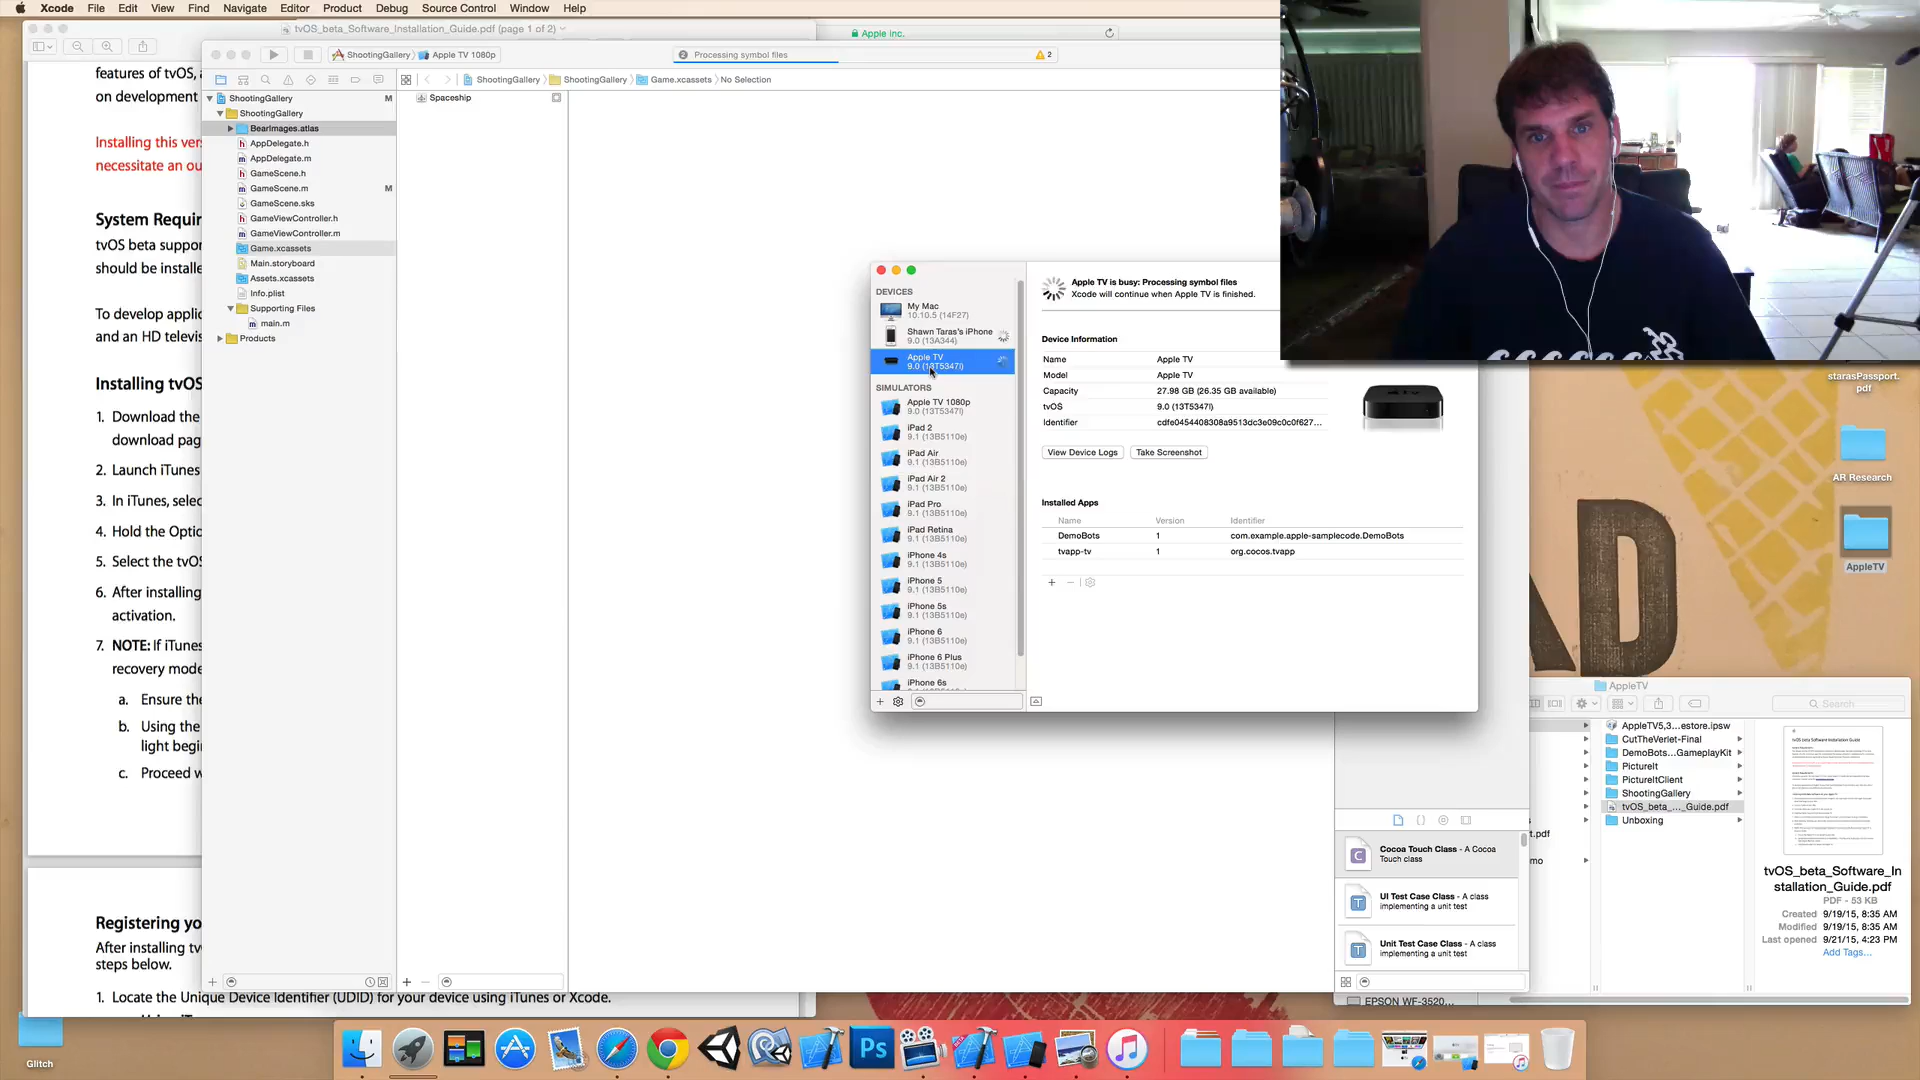 Xcode File Edit View Find Navigate Editor Product Debug Source Control Window Help
tvOS_beta_Software_Installation_Guide.pdf (page 1 of 2)
Apple Inc.
ShootingGallery Apple TV 1080p
Processing symbol files
2
ShootingGallery ShootingGallery Game.xcassets No Selection
features of tvOS, a
on development
Installing this vers
necessitate an ou
System Requir
tvOS beta suppor
should be installe
To develop applic
and an HD televis
Installing tvOS
1. Download the
download pag
2. Launch iTunes
3. In iTunes, selec
4. Hold the Optic
5. Select the tvOS
6. After installing
activation.
7. NOTE: If iTunes
recovery mode
a. Ensure the
b. Using the
light begin
c. Proceed w
Registering yo
After installing tv
steps below.
1. Locate the Unique Device Identifier (UDID) for your device using iTunes or Xcode.
ShootingGallery M
ShootingGallery
BearImages.atlas
AppDelegate.h
AppDelegate.m
GameScene.h
GameScene.m M
GameScene.sks
GameViewController.h
GameViewController.m
Game.xcassets
Main.storyboard
Assets.xcassets
Info.plist
Supporting Files
main.m
Products
Spaceship
DEVICES
My Mac
10.10.5 (14F27)
Shawn Taras's iPhone
9.0 (13A344)
Apple TV
9.0 (13T5347l)
SIMULATORS
Apple TV 1080p
9.0 (13T5347l)
iPad 2
9.1 (13B5110e)
iPad Air
9.1 (13B5110e)
iPad Air 2
9.1 (13B5110e)
iPad Pro
9.1 (13B5110e)
iPad Retina
9.1 (13B5110e)
iPhone 4s
9.1 (13B5110e)
iPhone 5
9.1 (13B5110e)
iPhone 5s
9.1 (13B5110e)
iPhone 6
9.1 (13B5110e)
iPhone 6 Plus
9.1 (13B5110e)
iPhone 6s
Apple TV is busy: Processing symbol files
Xcode will continue when Apple TV is finished.
Device Information
Name Apple TV
Model Apple TV
Capacity 27.98 GB (26.35 GB available)
tvOS 9.0 (13T5347l)
Identifier cdfe0454408308a9513dc3e09c0c0f627...
View Device Logs Take Screenshot
Installed Apps
Name Version Identifier
DemoBots 1 com.example.apple-samplecode.DemoBots
tvapp-tv 1 org.cocos.tvapp
Cocoa Touch Class - A Cocoa
Touch class
UI Test Case Class - A class
implementing a unit test
Unit Test Case Class - A class
implementing a unit test
EPSON WF-3520...
starasPassport.
pdf
AR Research
AppleTV
AD
AppleTV
Search
AppleTV5,3...estore.ipsw
CutTheVerlet-Final
DemoBots...GameplayKit
PictureIt
PictureItClient
ShootingGallery
tvOS_beta_..._Guide.pdf
Unboxing
tvOS_beta_Software_In
stallation_Guide.pdf
PDF - 53 KB
Created 9/19/15, 8:35 AM
Modified 9/19/15, 8:35 AM
Last opened 9/21/15, 4:23 PM
Add Tags...
Glitch
Ps